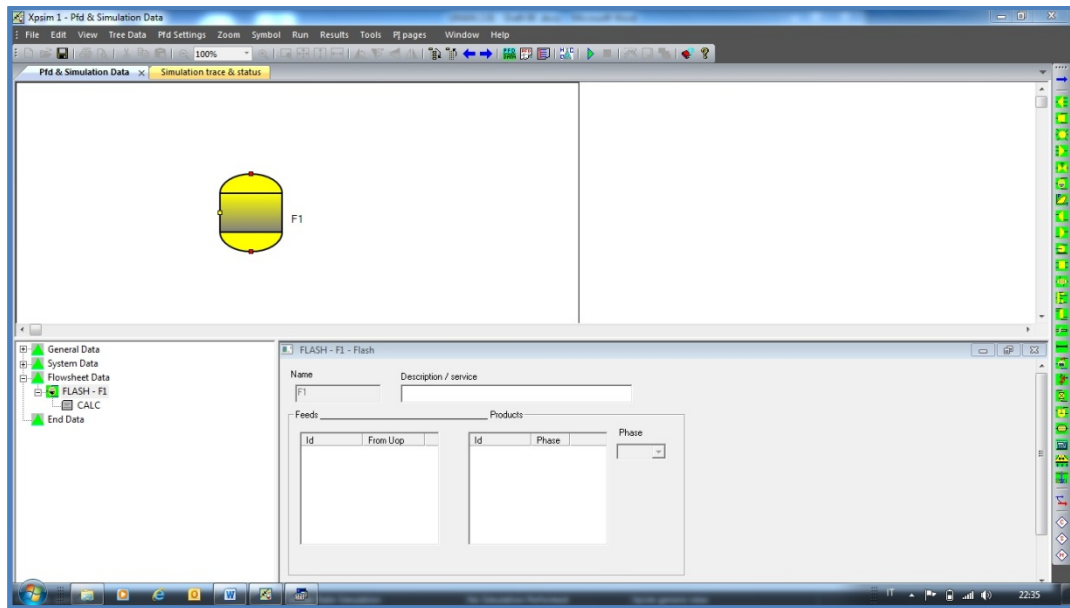 Xpsim 1 - Pfd & Simulation Data
File Edit View Tree Data Pfd Settings Zoom Symbol Run Results Tools PJ pages Window Help
100%
Pfd & Simulation Data x Simulation trace & status
F1
General Data
System Data
Flowsheet Data
FLASH - F1
CALC
End Data
FLASH - F1 - Flash
Name Description / service
F1
Feeds Products
Id From Uop Id Phase Phase
IT 22:35